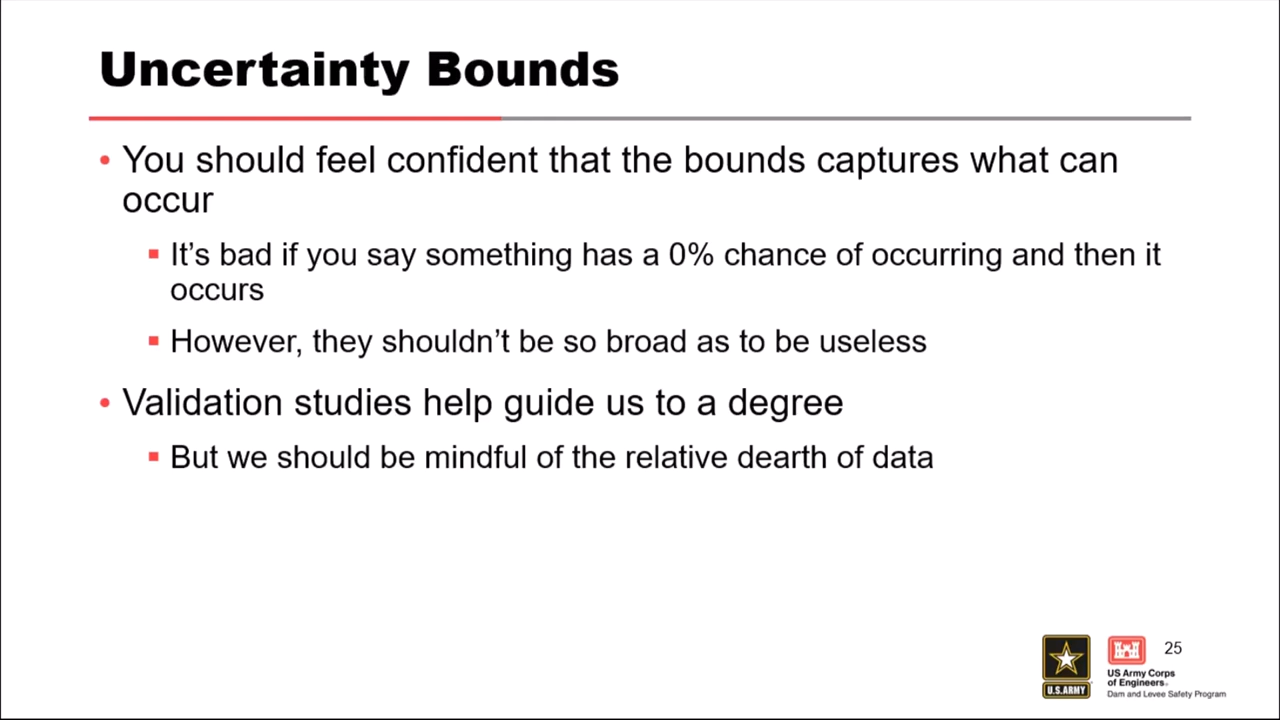 Uncertainty Bounds
• You should feel confident that the bounds captures what can
occur
▪ It’s bad if you say something has a 0% chance of occurring and then it
occurs
▪ However, they shouldn’t be so broad as to be useless
• Validation studies help guide us to a degree
▪ But we should be mindful of the relative dearth of data
25
U.S.ARMY
US Army Corps
of Engineers®
Dam and Levee Safety Program